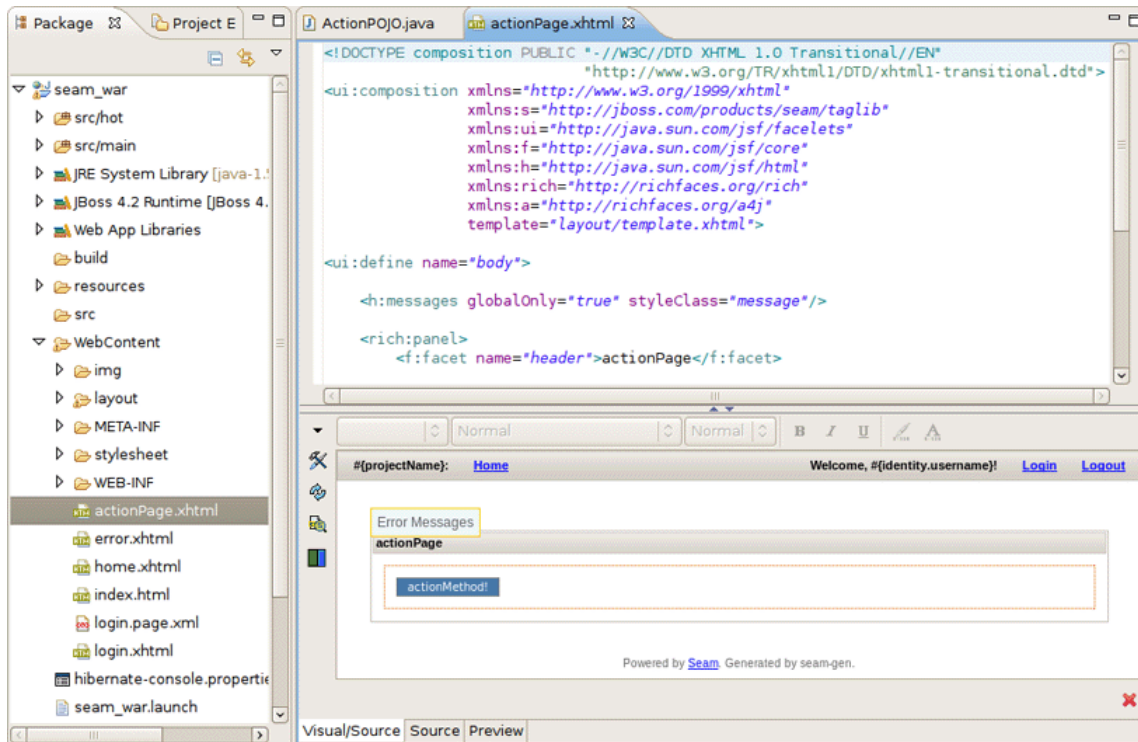 Package
Project E
seam_war
src/hot
src/main
JRE System Library [java-1.5
JBoss 4.2 Runtime [JBoss 4.
Web App Libraries
build
resources
src
WebContent
img
layout
META-INF
stylesheet
WEB-INF
actionPage.xhtml
error.xhtml
home.xhtml
index.html
login.page.xml
login.xhtml
hibernate-console.propertie
seam_war.launch
ActionPOJO.java
actionPage.xhtml
<!DOCTYPE composition PUBLIC "-//W3C//DTD XHTML 1.0 Transitional//EN"
"http://www.w3.org/TR/xhtml1/DTD/xhtml1-transitional.dtd">
<ui:composition xmlns="http://www.w3.org/1999/xhtml"
xmlns:s="http://jboss.com/products/seam/taglib"
xmlns:ui="http://java.sun.com/jsf/facelets"
xmlns:f="http://java.sun.com/jsf/core"
xmlns:h="http://java.sun.com/jsf/html"
xmlns:rich="http://richfaces.org/rich"
xmlns:a="http://richfaces.org/a4j"
template="layout/template.xhtml">
<ui:define name="body">
<h:messages globalOnly="true" styleClass="message"/>
<rich:panel>
<f:facet name="header">actionPage</f:facet>
Normal Normal B I U A
#{projectName}: Home Welcome, #{identity.username}! Login Logout
Error Messages
actionPage
actionMethod!
Powered by Seam. Generated by seam-gen.
Visual/Source Source Preview